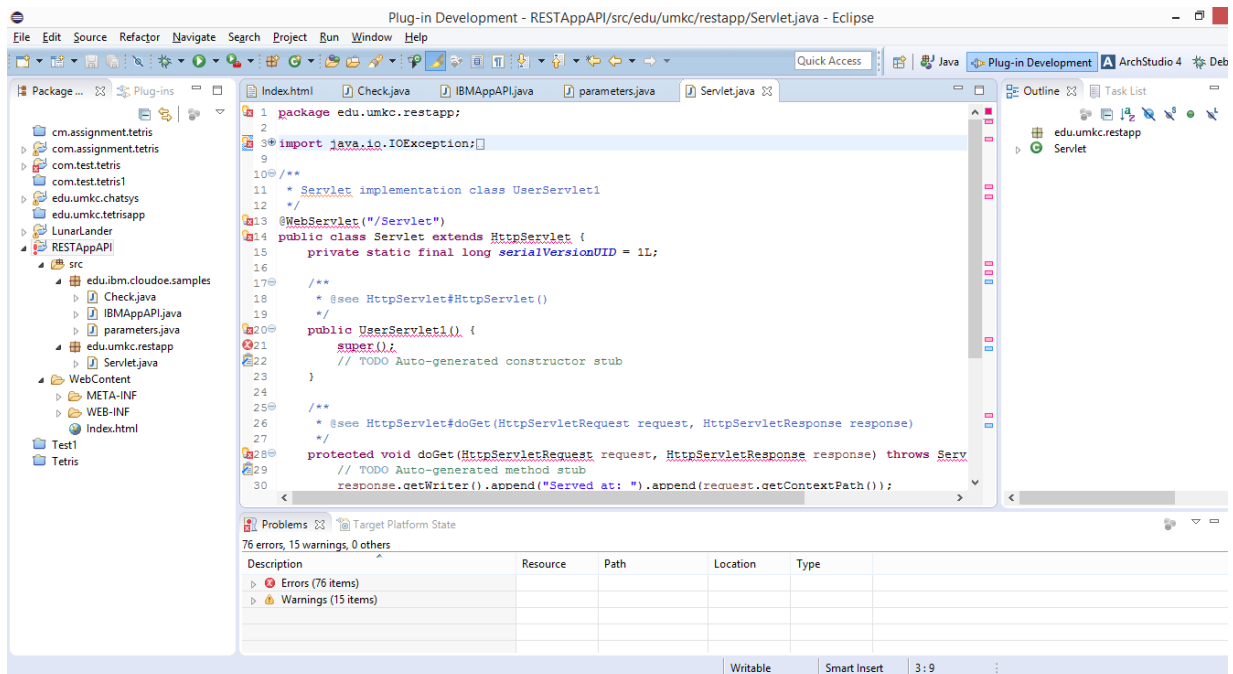 Plug-in Development - RESTAppAPI/src/edu/umkc/restapp/Servlet.java - Eclipse
File Edit Source Refactor Navigate Search Project Run Window Help
Quick Access Java Plug-in Development ArchStudio 4 Deb
Package ... Plug-ins
cm.assignment.tetris
com.assignment.tetris
com.test.tetris
com.test.tetris1
edu.umkc.chatsys
edu.umkc.tetrisapp
LunarLander
RESTAppAPI
src
edu.ibm.cloudoe.samples
Check.java
IBMAppAPI.java
parameters.java
edu.umkc.restapp
Servlet.java
WebContent
META-INF
WEB-INF
Index.html
Test1
Tetris
Index.html Check.java IBMAppAPI.java parameters.java Servlet.java
1 package edu.umkc.restapp;
2
3 import java.io.IOException;
9
10 /**
11 * Servlet implementation class UserServlet1
12 */
13 @WebServlet("/Servlet")
14 public class Servlet extends HttpServlet {
15 private static final long serialVersionUID = 1L;
16
17 /**
18 * @see HttpServlet#HttpServlet()
19 */
20 public UserServlet1() {
21 super();
22 // TODO Auto-generated constructor stub
23 }
24
25 /**
26 * @see HttpServlet#doGet(HttpServletRequest request, HttpServletResponse response)
27 */
28 protected void doGet(HttpServletRequest request, HttpServletResponse response) throws Serv
29 // TODO Auto-generated method stub
30 response.getWriter().append("Served at: ").append(request.getContextPath());
Outline Task List
edu.umkc.restapp
Servlet
Problems Target Platform State
76 errors, 15 warnings, 0 others
Description Resource Path Location Type
Errors (76 items)
Warnings (15 items)
Writable Smart Insert 3 : 9